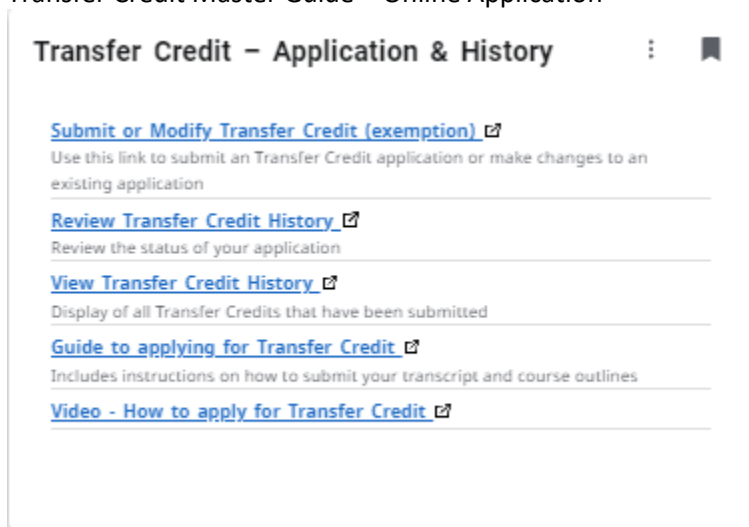 Transfer Credit Master Guide – Online Application
Transfer Credit – Application & History
Submit or Modify Transfer Credit (exemption)
Use this link to submit an Transfer Credit application or make changes to an
existing application
Review Transfer Credit History
Review the status of your application
View Transfer Credit History
Display of all Transfer Credits that have been submitted
Guide to applying for Transfer Credit
Includes instructions on how to submit your transcript and course outlines
Video - How to apply for Transfer Credit